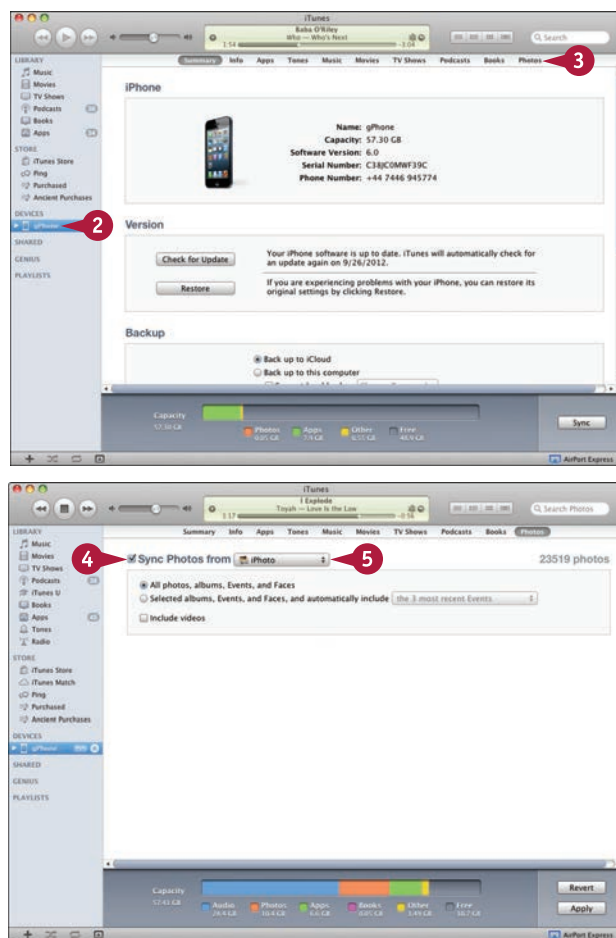 iTunes
Baba O'Riley
Who — Who's Next
1:54
-3:04
Search
LIBRARY
Music
Movies
TV Shows
Podcasts
Books
Apps
STORE
iTunes Store
Ping
Purchased
Ancient Purchases
DEVICES
gPhone
2
SHARED
GENIUS
PLAYLISTS
Summary Info Apps Tones Music Movies TV Shows Podcasts Books Photos
3
iPhone
Name: gPhone
Capacity: 57.30 GB
Software Version: 6.0
Serial Number: C38JC0MWF39C
Phone Number: +44 7446 945774
Version
Check for Update
Your iPhone software is up to date. iTunes will automatically check for
an update again on 9/26/2012.
Restore
If you are experiencing problems with your iPhone, you can restore its
original settings by clicking Restore.
Backup
Back up to iCloud
Back up to this computer
Capacity
57.30 GB
Photos
Apps
Other
Free
Sync
AirPort Express
iTunes
I Explode
Toyah — Love Is the Law
1:17
Search Photos
LIBRARY
Music
Movies
TV Shows
Podcasts
iTunes U
Books
Apps
Tones
Radio
STORE
iTunes Store
iTunes Match
Ping
Purchased
Ancient Purchases
DEVICES
gPhone
SHARED
GENIUS
PLAYLISTS
Summary Info Apps Tones Music Movies TV Shows Podcasts Books Photos
4
Sync Photos from iPhoto
5
23519 photos
All photos, albums, Events, and Faces
Selected albums, Events, and Faces, and automatically include the 3 most recent Events
Include videos
Capacity
Audio
Photos
Apps
Books
Other
Free
Revert
Apply
AirPort Express